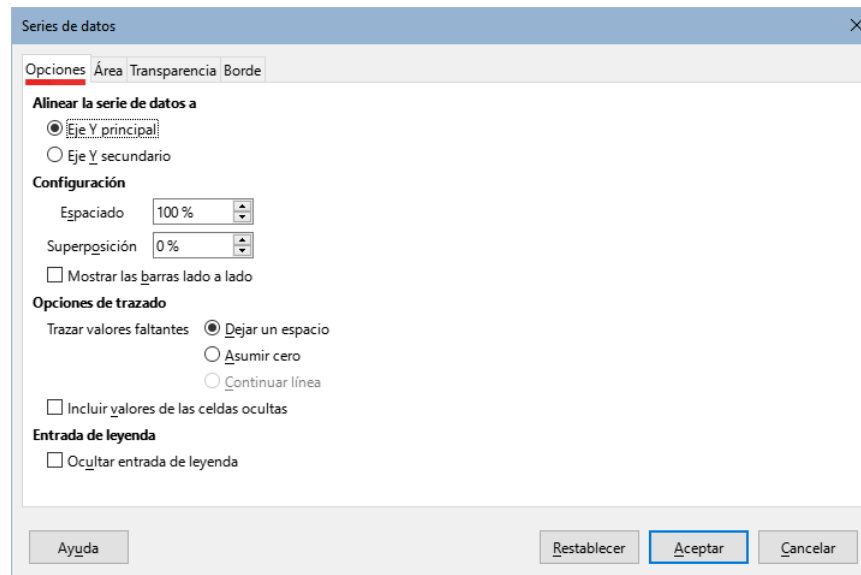 Series de datos
Opciones Área Transparencia Borde
Alinear la serie de datos a
Eje Y principal
Eje Y secundario
Configuración
Espaciado 100 %
Superposición 0 %
Mostrar las barras lado a lado
Opciones de trazado
Trazar valores faltantes Dejar un espacio
Asumir cero
Continuar línea
Incluir valores de las celdas ocultas
Entrada de leyenda
Ocultar entrada de leyenda
Ayuda Restablecer Aceptar Cancelar